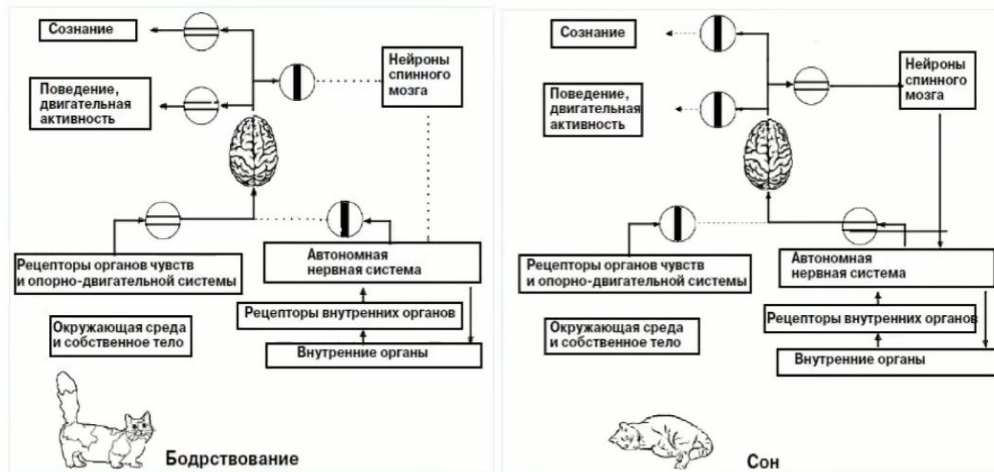 Сознание
Нейроны
спинного
мозга
Поведение,
двигательная
активность
Рецепторы органов чувств
и опорно-двигательной системы
Автономная
нервная система
Рецепторы внутренних органов
Окружающая среда
и собственное тело
Внутренние органы
Бодрствование
Сознание
Нейроны
спинного
мозга
Поведение,
двигательная
активность
Рецепторы органов чувств
и опорно-двигательной системы
Автономная
нервная система
Рецепторы внутренних органов
Окружающая среда
и собственное тело
Внутренние органы
Сон